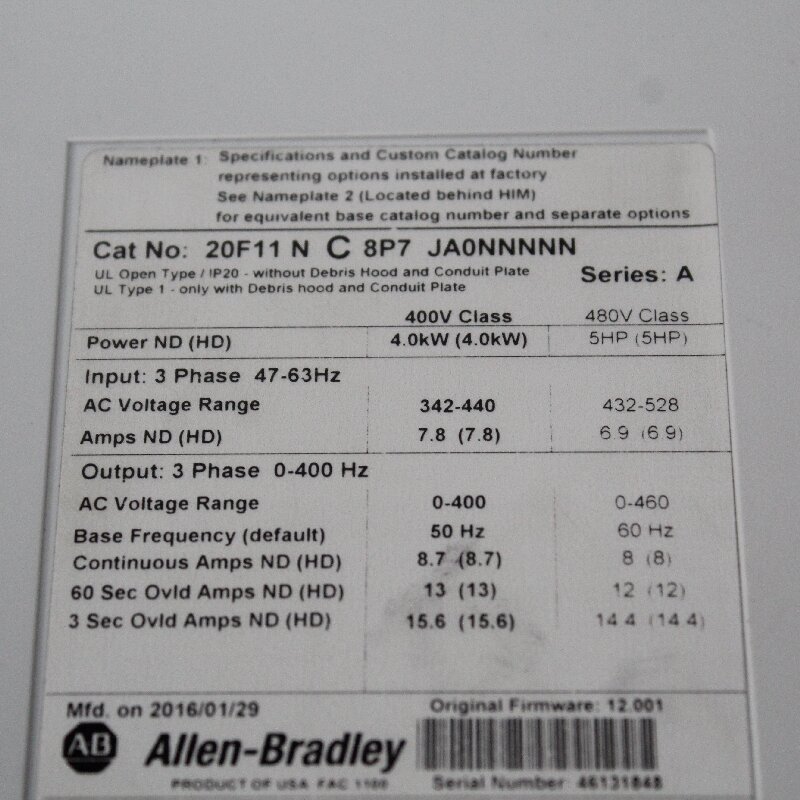 Nameplate 1: Specifications and Custom Catalog Number
representing options installed at factory
See Nameplate 2 (Located behind HIM)
for equivalent base catalog number and separate options
Cat No: 20F11 N C 8P7 JA0NNNNN
UL Open Type / IP20 - without Debris Hood and Conduit Plate
UL Type 1 - only with Debris hood and Conduit Plate
Series: A
400V Class 480V Class
Power ND (HD) 4.0kW (4.0kW) 5HP (5HP)
Input: 3 Phase 47-63Hz
AC Voltage Range 342-440 432-528
Amps ND (HD) 7.8 (7.8) 6.9 (6.9)
Output: 3 Phase 0-400 Hz
AC Voltage Range 0-400 0-460
Base Frequency (default) 50 Hz 60 Hz
Continuous Amps ND (HD) 8.7 (8.7) 8 (8)
60 Sec Ovld Amps ND (HD) 13 (13) 12 (12)
3 Sec Ovld Amps ND (HD) 15.6 (15.6) 14.4 (14.4)
Mfd. on 2016/01/29 Original Firmware: 12.001
AB Allen-Bradley
PRODUCT OF USA FAC 1100 Serial Number: 46131848